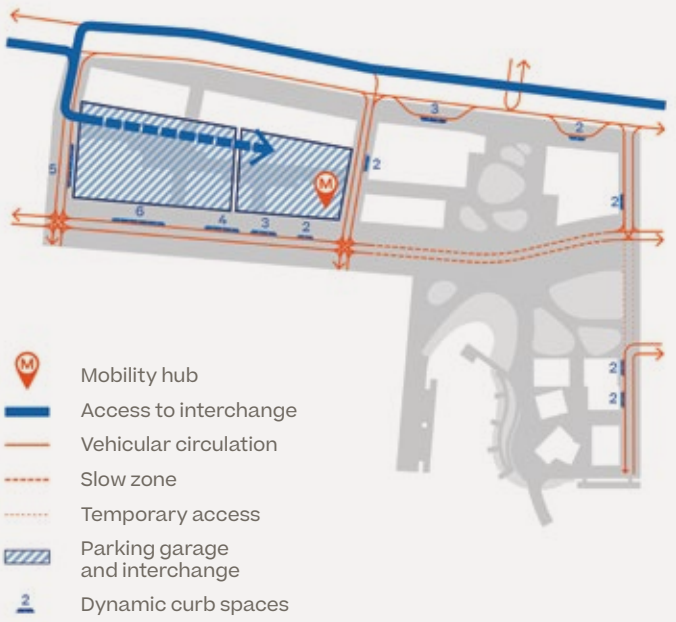 3
2
2
5
M
2
6
4
3
2
2
2
M
Mobility hub
Access to interchange
Vehicular circulation
Slow zone
Temporary access
Parking garage
and interchange
2
Dynamic curb spaces